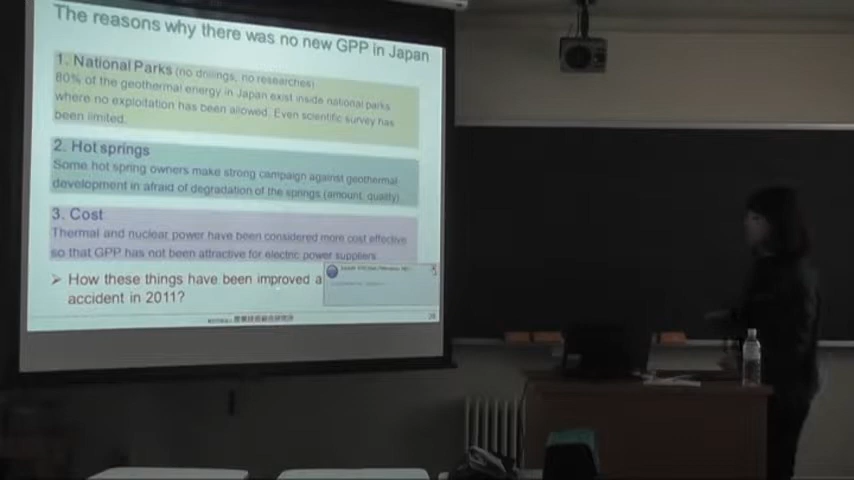 The reasons why there was no new GPP in Japan
1. National Parks (no drillings, no researches)
80% of the geothermal energy in Japan exist inside national parks
where no exploitation has been allowed. Even scientific survey has
been limited.
2. Hot springs
Some hot spring owners make strong campaign against geothermal
development in afraid of degradation of the springs (amount, quality)
3. Cost
Thermal and nuclear power have been considered more cost effective
so that GPP has not been attractive for electric power suppliers
➢ How these things have been improved a
accident in 2011?